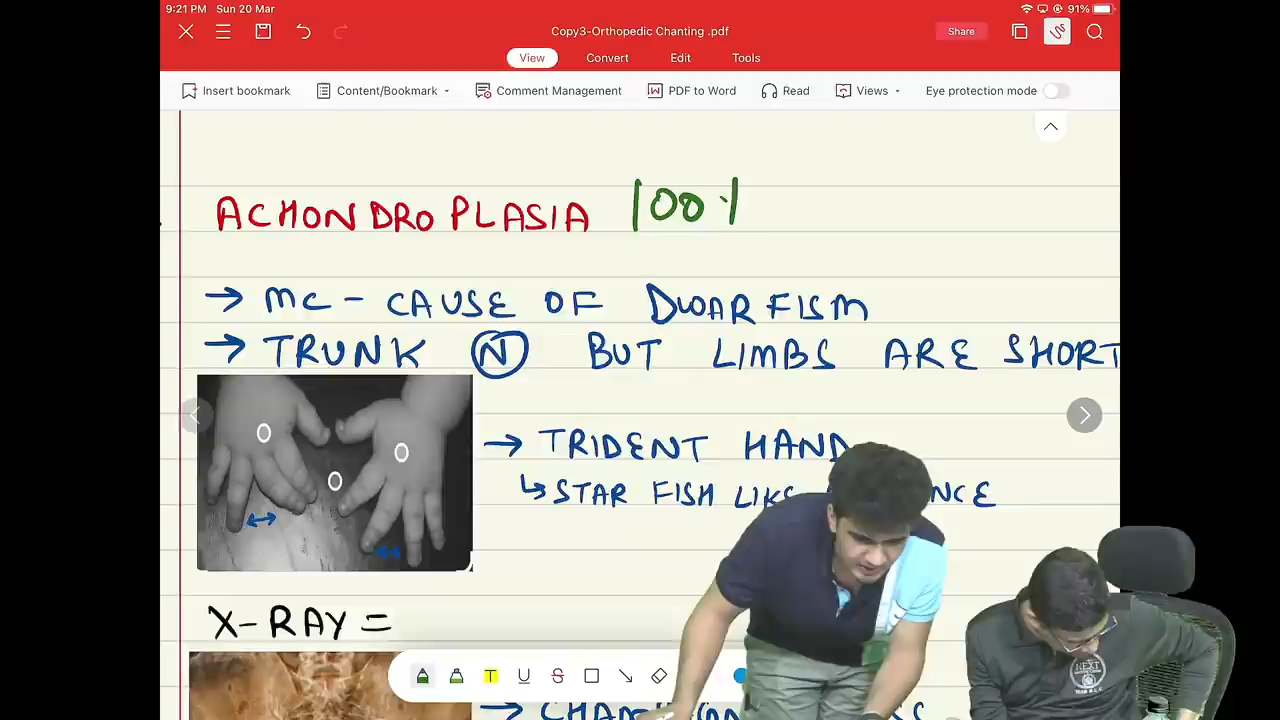 9:21 PM Sun 20 Mar
91%
Copy3-Orthopedic Chanting .pdf
Share
View Convert Edit Tools
Insert bookmark Content/Bookmark Comment Management PDF to Word Read Views Eye protection mode
ACHONDROPLASIA 100%
→ MC - CAUSE OF DWARFISM
→ TRUNK N BUT LIMBS ARE SHORT
→ TRIDENT HAND
↳ STAR FISH LIKE
X-RAY =
T U S
NEXT